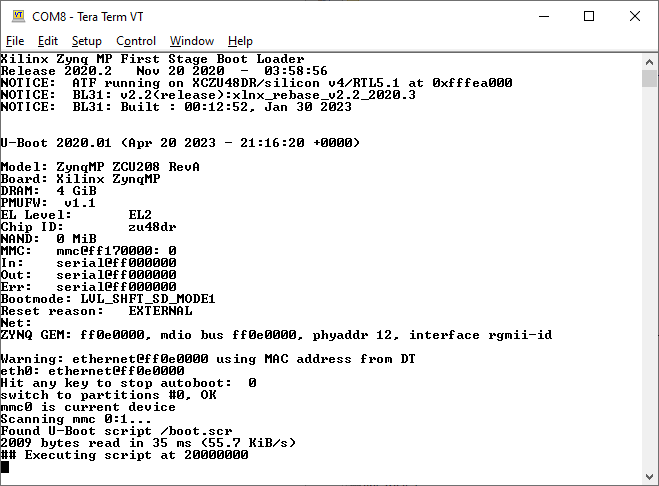 COM8 - Tera Term VT
File Edit Setup Control Window Help
Xilinx Zynq MP First Stage Boot Loader
Release 2020.2   Nov 20 2020  -  03:58:56
NOTICE:  ATF running on XCZU48DR/silicon v4/RTL5.1 at 0xfffea000
NOTICE:  BL31: v2.2(release):xlnx_rebase_v2.2_2020.3
NOTICE:  BL31: Built : 00:12:52, Jan 30 2023
U-Boot 2020.01 (Apr 20 2023 - 21:16:20 +0000)
Model: ZynqMP ZCU208 RevA
Board: Xilinx ZynqMP
DRAM:  4 GiB
PMUFW:  v1.1
EL Level:       EL2
Chip ID:        zu48dr
NAND:  0 MiB
MMC:   mmc@ff170000: 0
In:    serial@ff000000
Out:   serial@ff000000
Err:   serial@ff000000
Bootmode: LVL_SHFT_SD_MODE1
Reset reason:   EXTERNAL
Net:
ZYNQ GEM: ff0e0000, mdio bus ff0e0000, phyaddr 12, interface rgmii-id
Warning: ethernet@ff0e0000 using MAC address from DT
eth0: ethernet@ff0e0000
Hit any key to stop autoboot:  0
switch to partitions #0, OK
mmc0 is current device
Scanning mmc 0:1...
Found U-Boot script /boot.scr
2009 bytes read in 35 ms (55.7 KiB/s)
## Executing script at 20000000